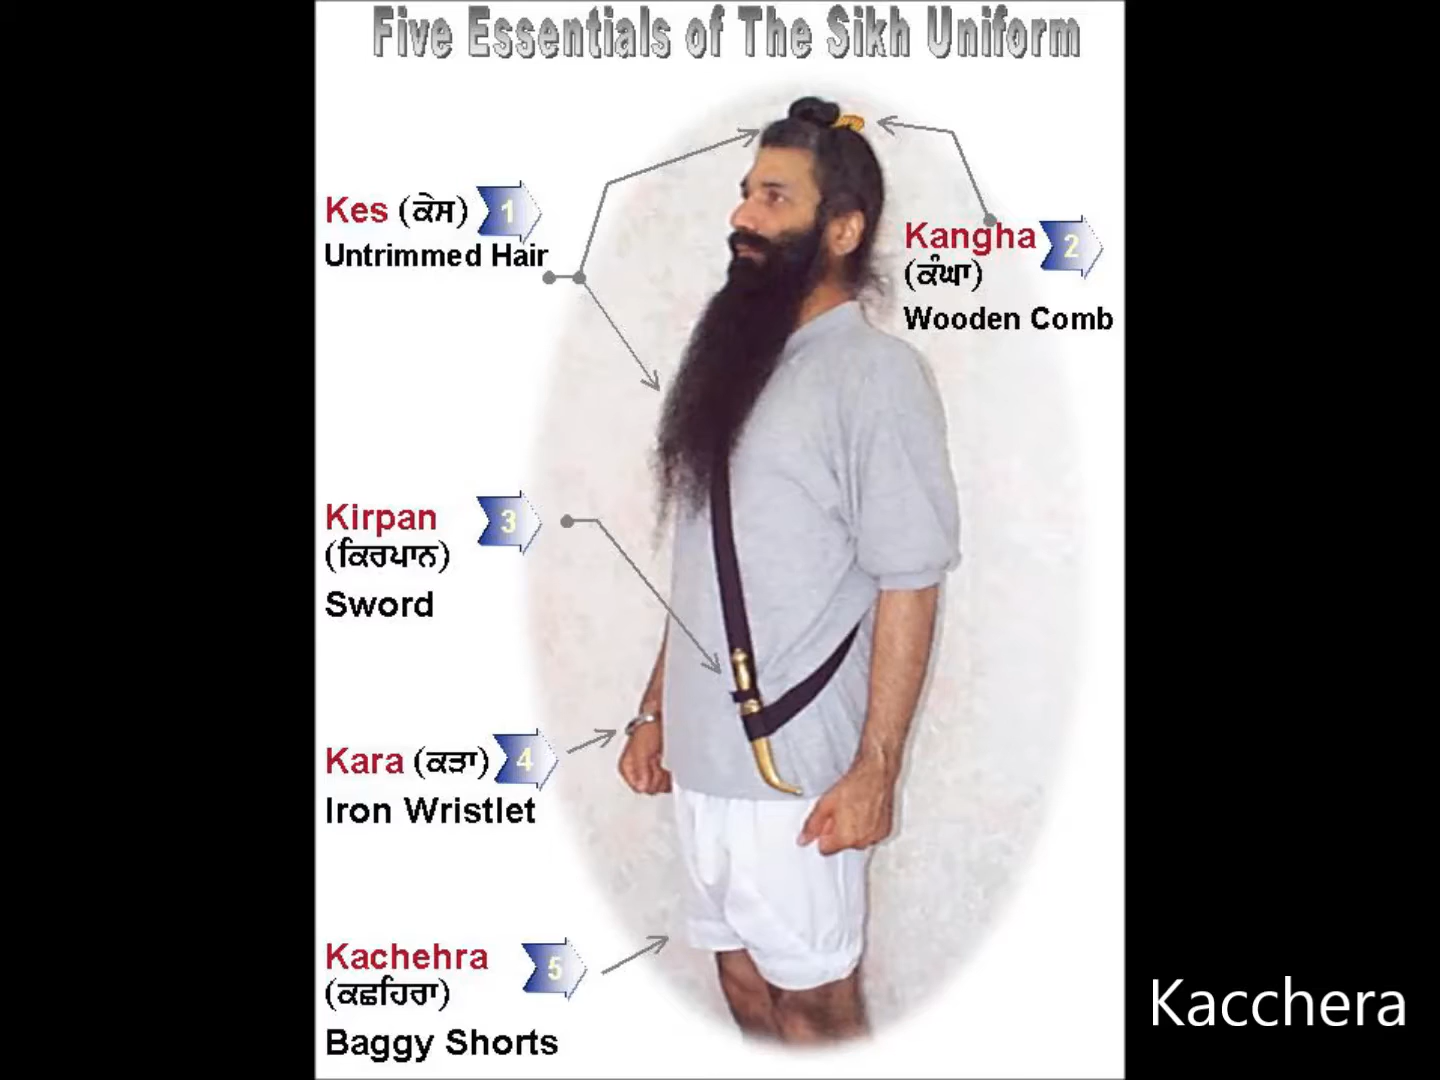 Five Essentials of The Sikh Uniform
Kes (ਕੇਸ) 1
Untrimmed Hair
Kangha 2
(ਕੰਘਾ)
Wooden Comb
Kirpan 3
(ਕਿਰਪਾਨ)
Sword
Kara (ਕੜਾ) 4
Iron Wristlet
Kachehra 5
(ਕਛਹਿਰਾ)
Baggy Shorts
Kacchera